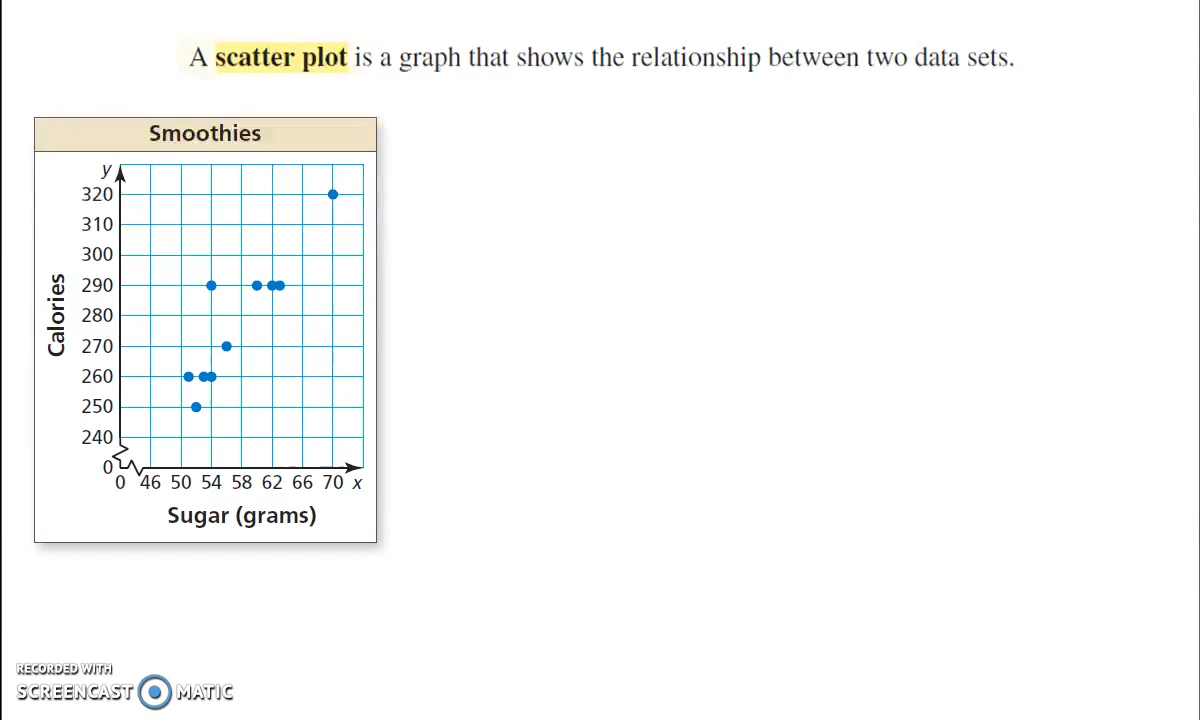 A scatter plot is a graph that shows the relationship between two data sets.
Smoothies
y
320
310
300
290
280
270
260
250
240
0
Calories
0 46 50 54 58 62 66 70 x
Sugar (grams)
RECORDED WITH
SCREENCAST MATIC